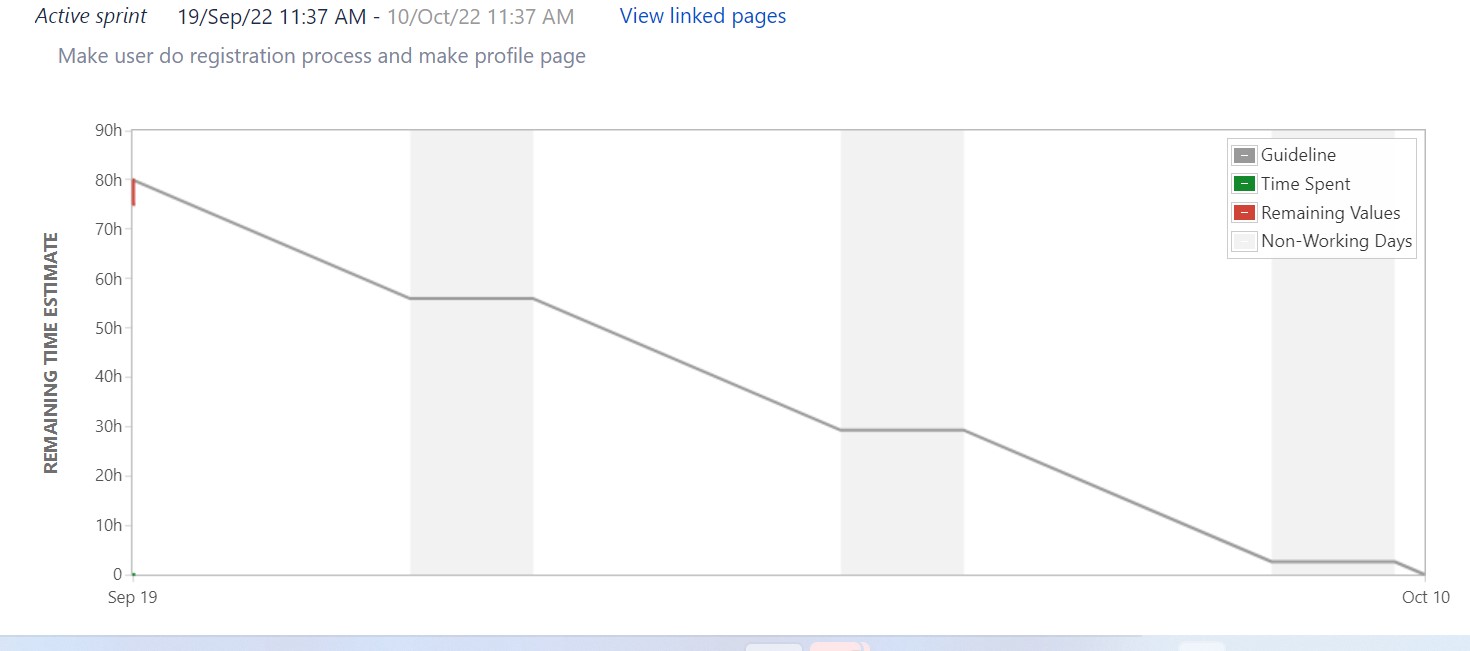 Active sprint 19/Sep/22 11:37 AM - 10/Oct/22 11:37 AM View linked pages
Make user do registration process and make profile page
90h
80h
70h
60h
50h
40h
30h
20h
10h
0
REMAINING TIME ESTIMATE
Guideline
Time Spent
Remaining Values
Non-Working Days
Sep 19 Oct 10